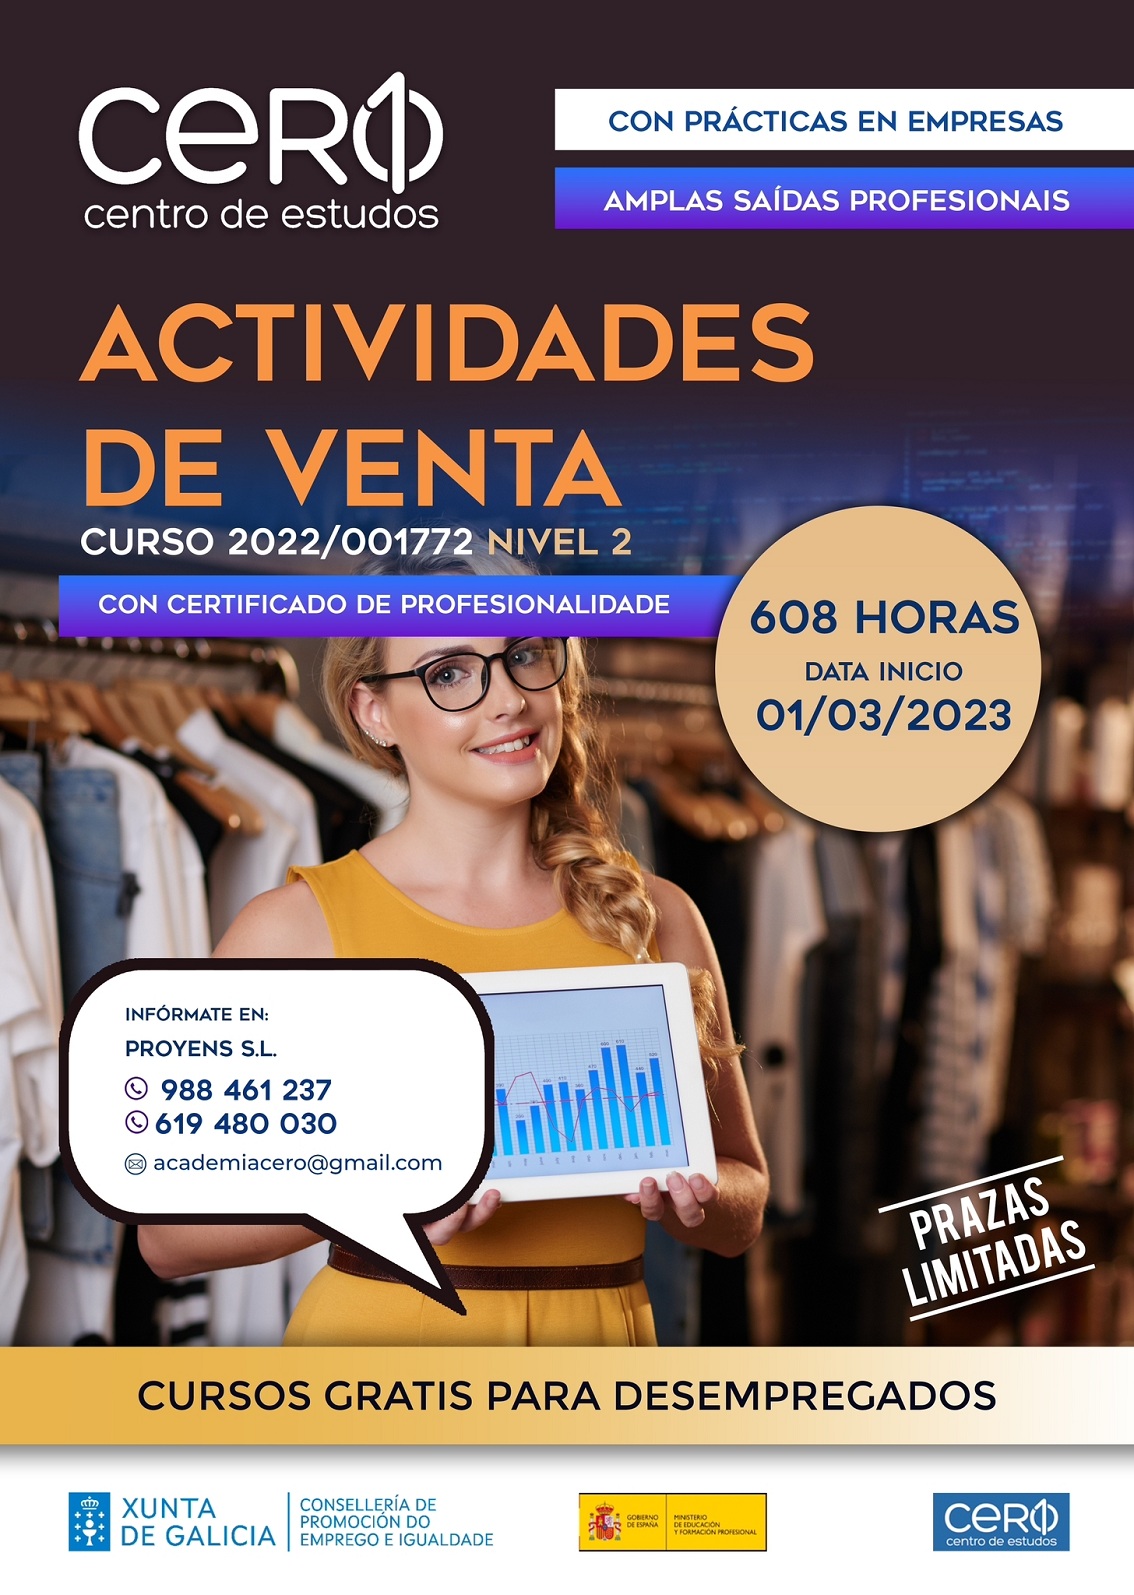 CERO
centro de estudos
CON PRÁCTICAS EN EMPRESAS
AMPLAS SAÍDAS PROFESIONAIS
ACTIVIDADES
DE VENTA
CURSO 2022/001772 NIVEL 2
CON CERTIFICADO DE PROFESIONALIDADE
608 HORAS
DATA INICIO
01/03/2023
INFÓRMATE EN:
PROYENS S.L.
988 461 237
619 480 030
academiacero@gmail.com
PRAZAS
LIMITADAS
CURSOS GRATIS PARA DESEMPREGADOS
XUNTA
DE GALICIA
CONSELLERÍA DE
PROMOCIÓN DO
EMPREGO E IGUALDADE
GOBIERNO
DE ESPAÑA
MINISTERIO
DE EDUCACIÓN
Y FORMACIÓN PROFESIONAL
CERO
centro de estudos